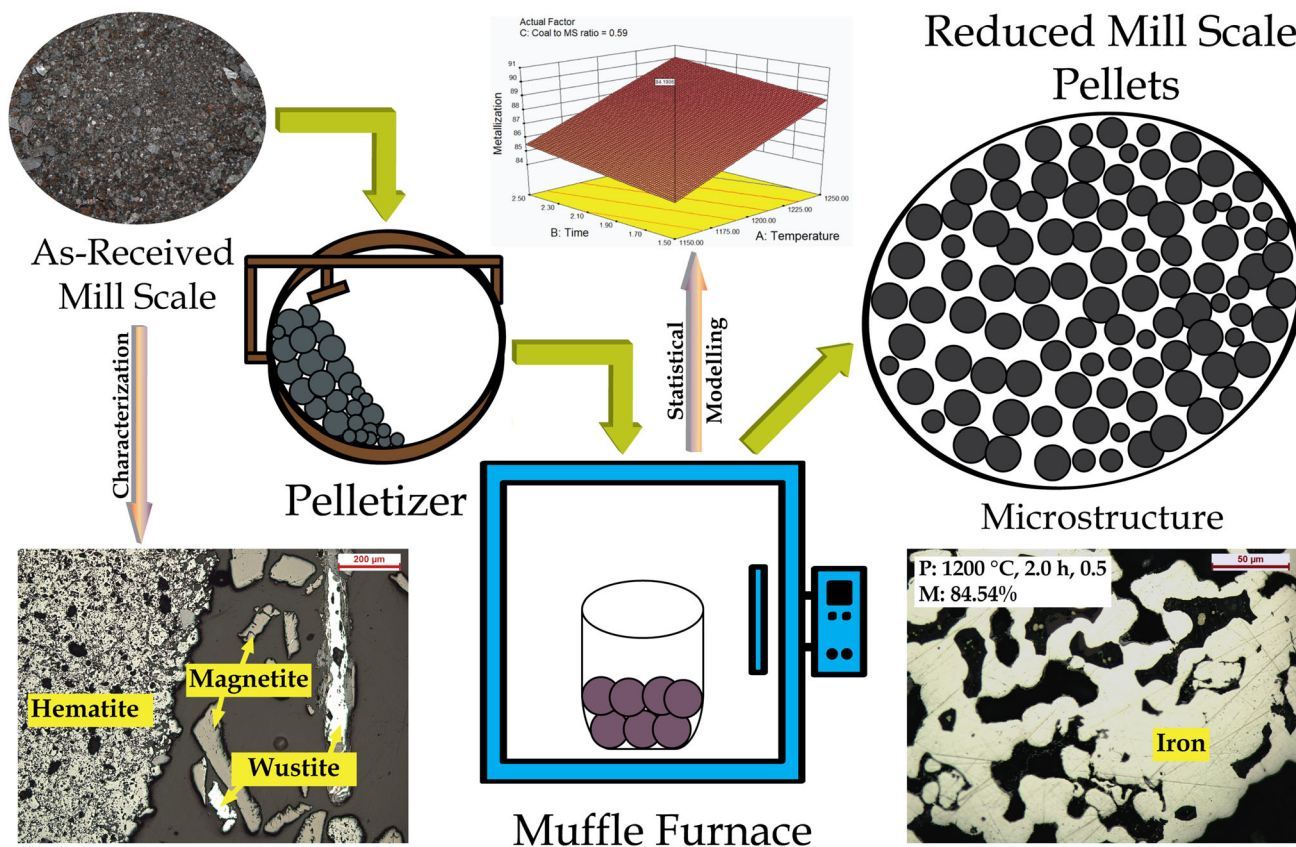 As-Received
Mill Scale
Characterization
200 µm
Hematite
Magnetite
Wustite
Pelletizer
Actual Factor
C: Coal to MS ratio = 0.59
Metallization
91
90
89
88
87
86
85
84
84.1908
2.50
2.30
2.10
1.90
1.70
1.50
B: Time
1150.00
1175.00
1200.00
1225.00
1250.00
A: Temperature
Statistical
Modelling
Muffle Furnace
Reduced Mill Scale
Pellets
Microstructure
P: 1200 °C, 2.0 h, 0.5
M: 84.54%
50 µm
Iron